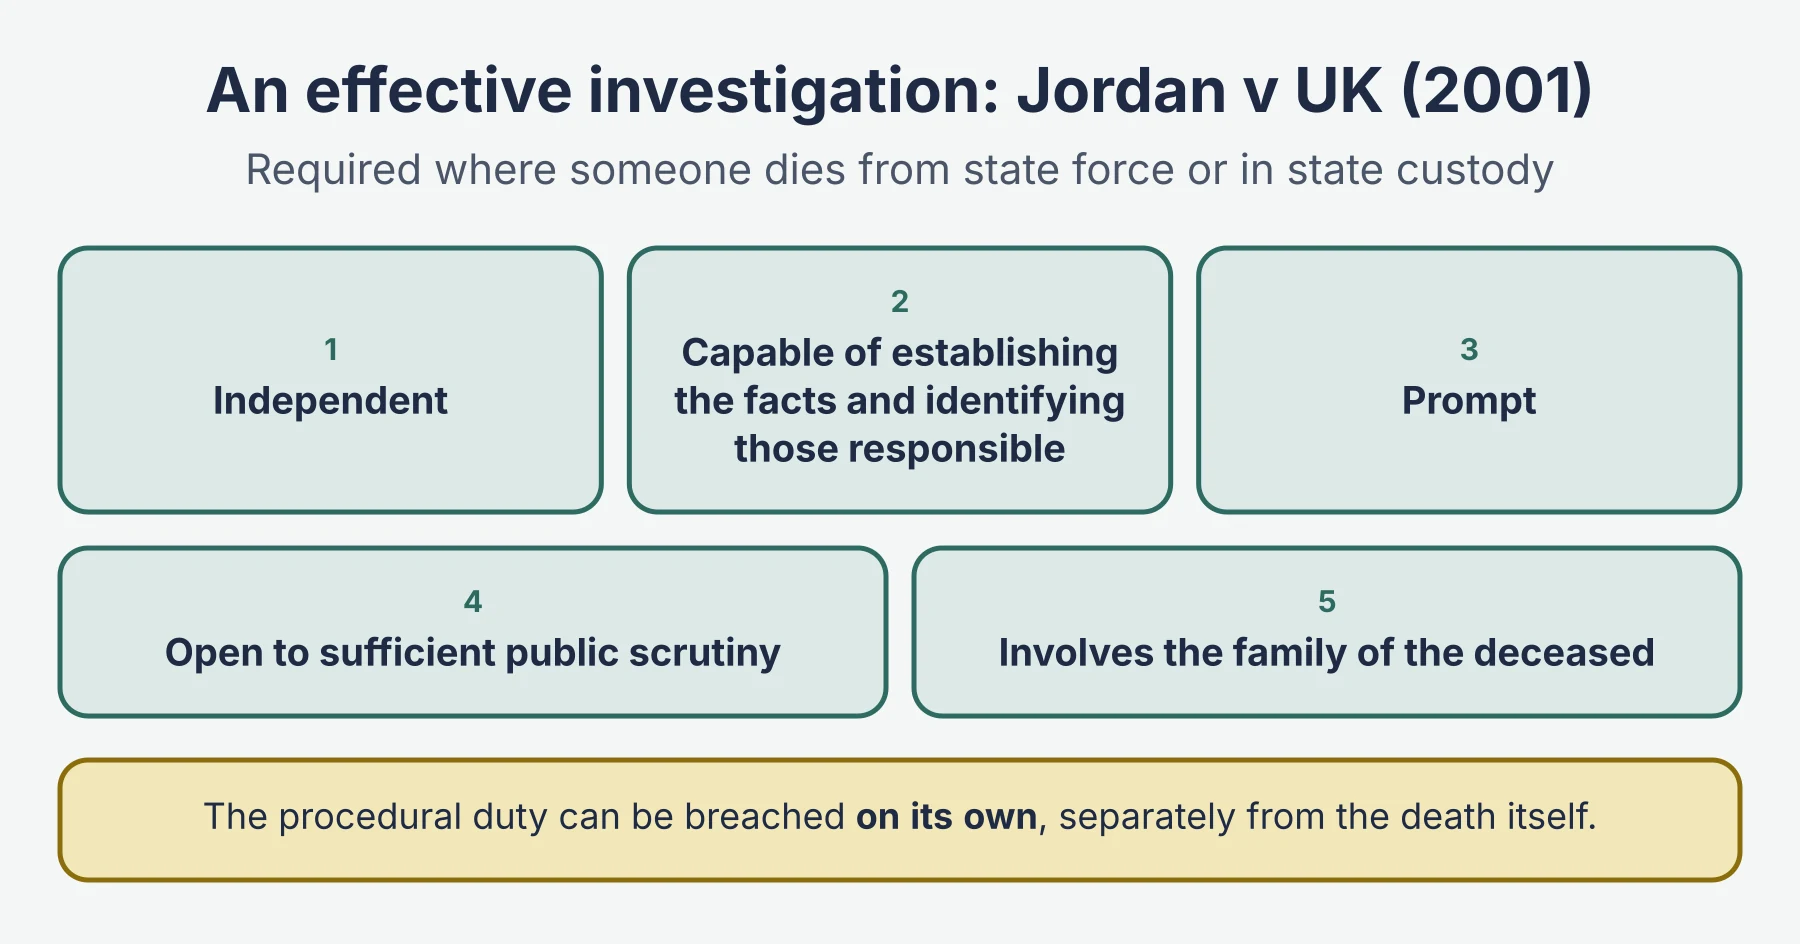 An effective investigation: Jordan v UK (2001)
Required where someone dies from state force or in state custody
1
Independent
2
Capable of establishing
the facts and identifying
those responsible
3
Prompt
4
Open to sufficient public scrutiny
5
Involves the family of the deceased
The procedural duty can be breached on its own, separately from the death itself.